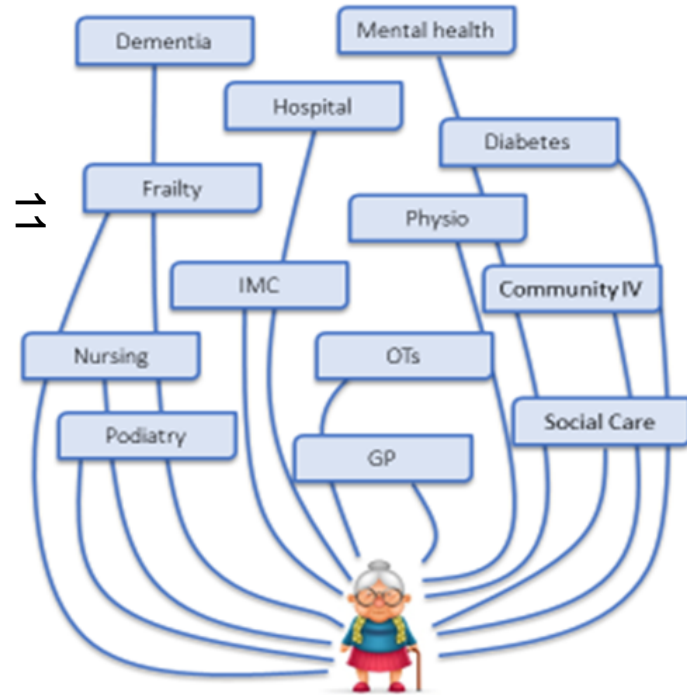 Dementia
Mental health
Hospital
Diabetes
Frailty
Physio
IMC
Community IV
Nursing
OTs
Social Care
Podiatry
GP